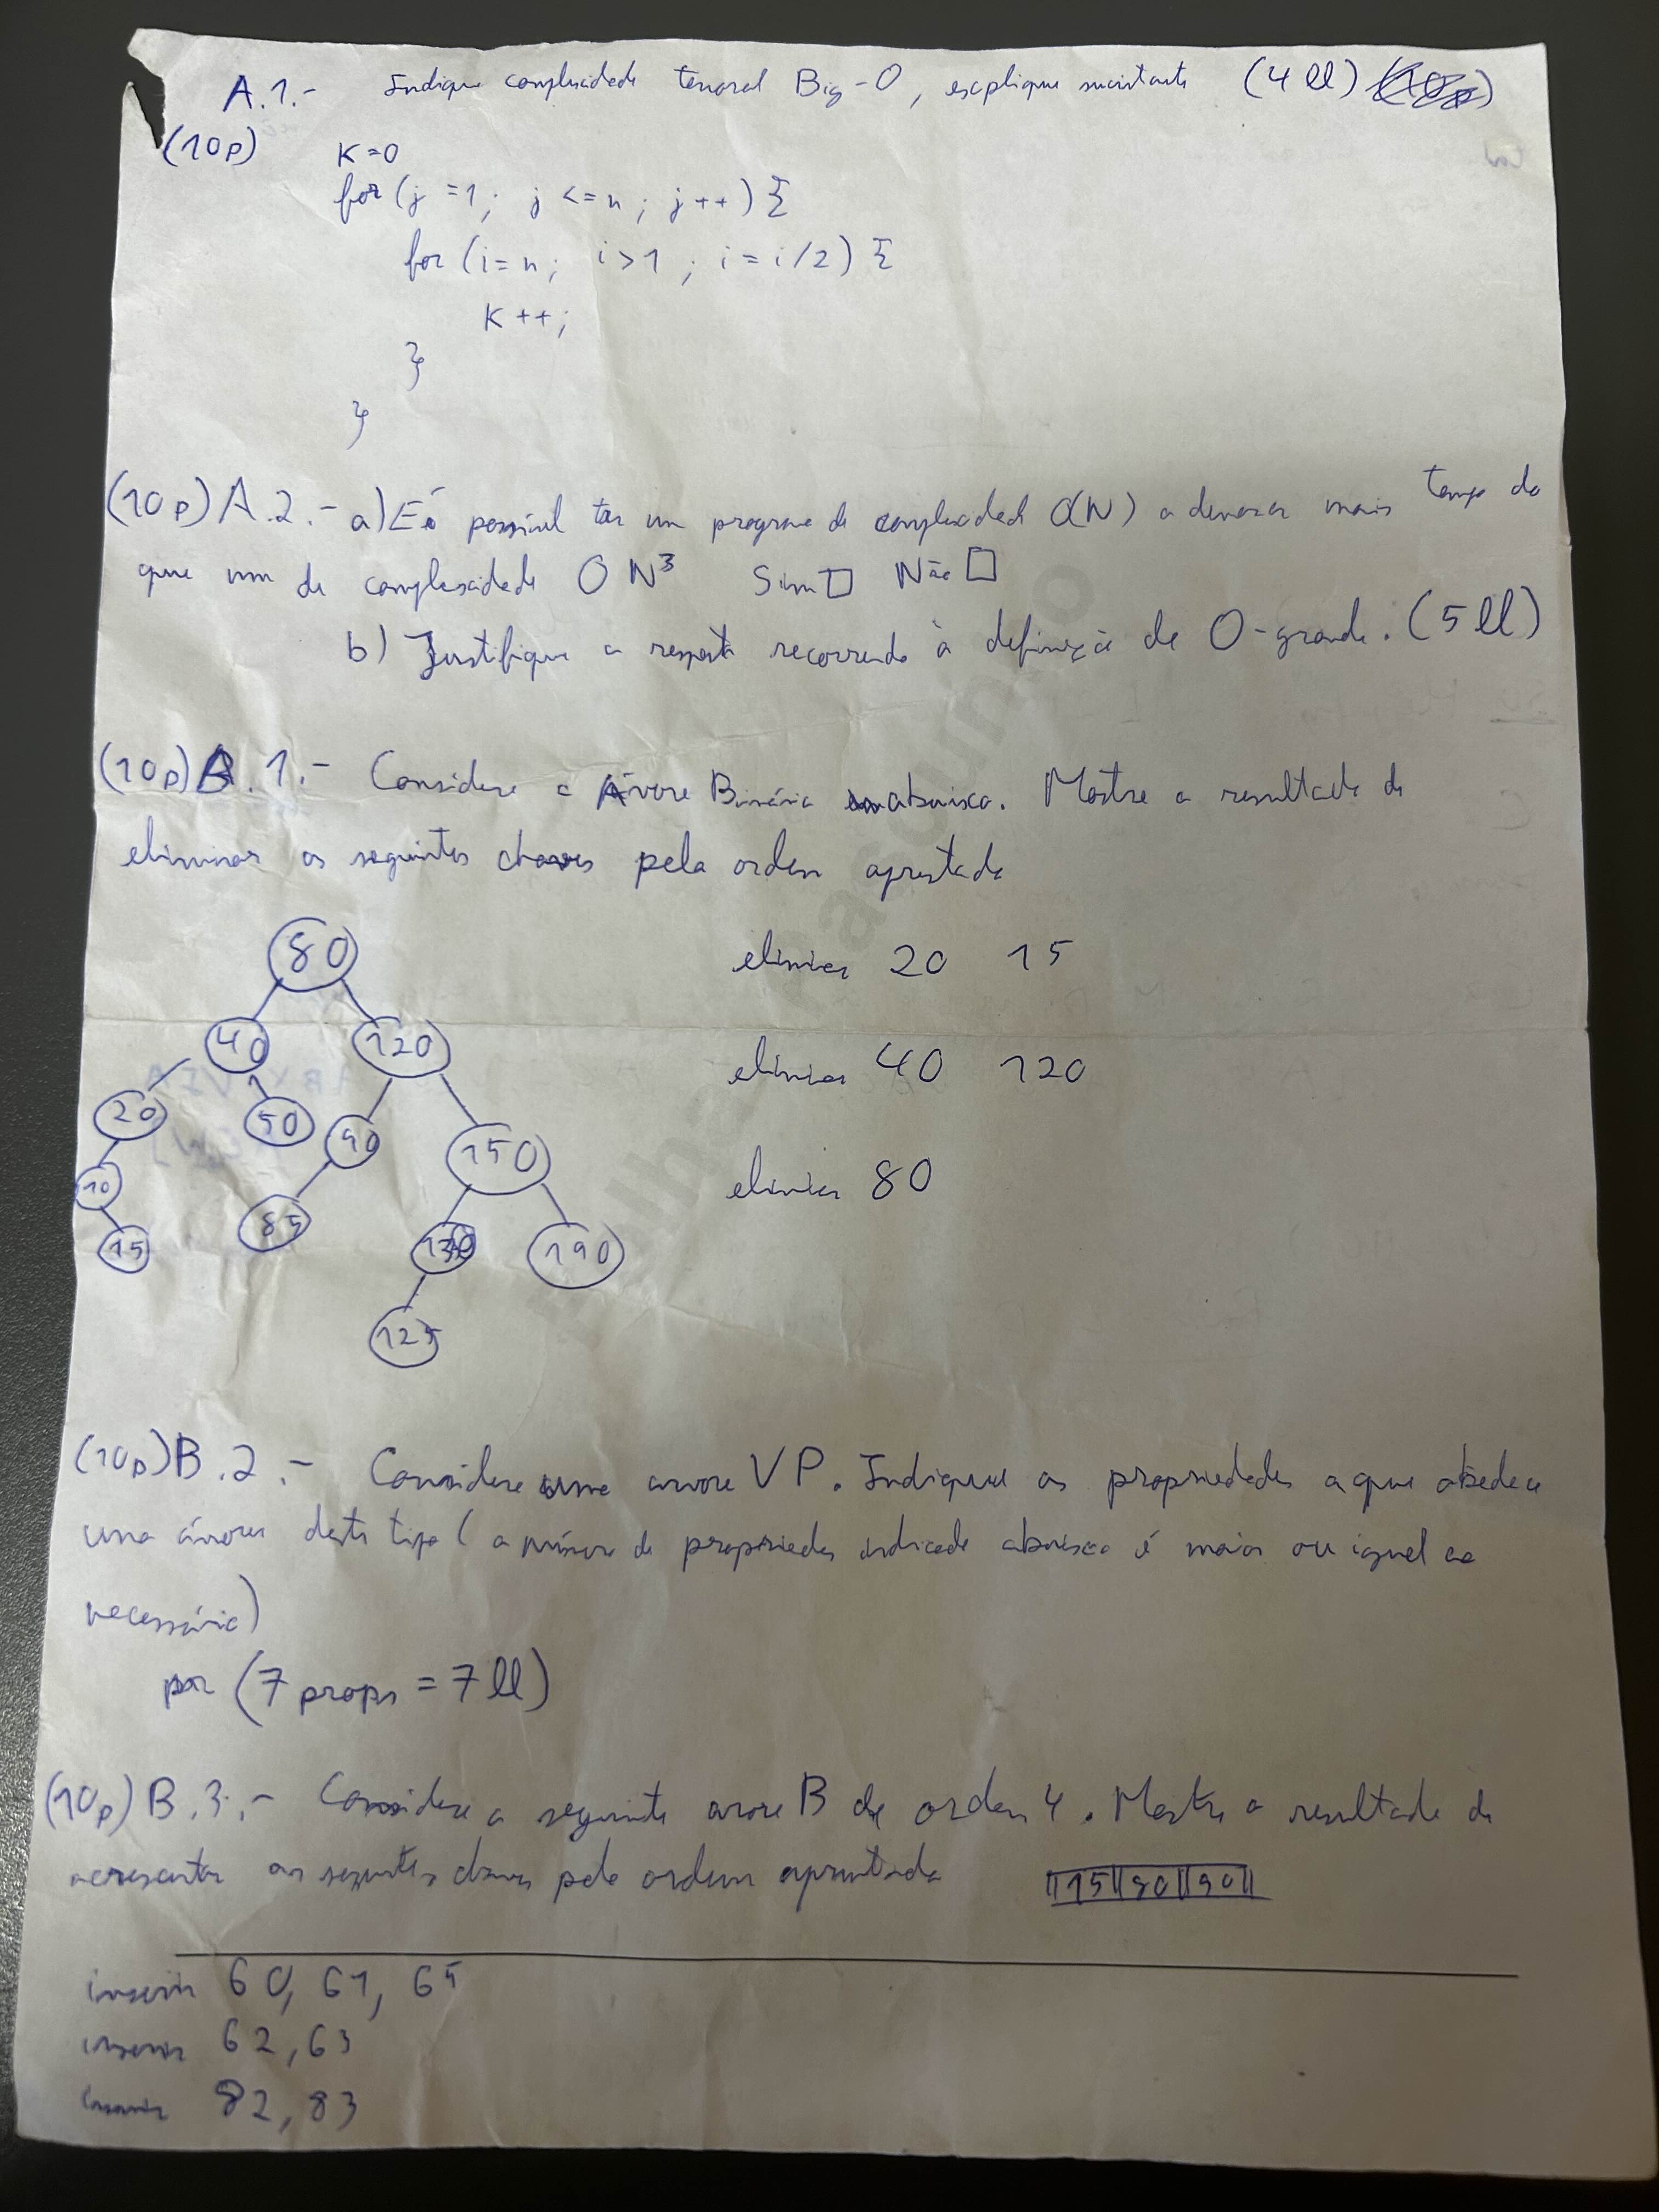 A.1.- Indique complexidade temporal Big-O, explique sucintamente (4 ll)
(10p)
K=0
for (j =1; j <=n; j++) {
for (i=n; i>1; i=i/2) {
K++;
}
}
(10p) A.2.- a) É possível ter um programa de complexidade O(N) a demorar mais tempo do
que um de complexidade O N³ Sim □ Não □
b) Justifique a resposta recorrendo à definição de O-grande. (5 ll)
(10p) B.1.- Considere a Árvore Binária abaixo. Mostre o resultado de
eliminar as seguintes chaves pela ordem
80
eliminar 20 15
40 120
eliminar 40 120
20 50 90 150
eliminar 80
10 85
15 130 190
125
(10p) B.2.- Considere uma arvore VP. Indique as propriedades a que obedece
uma árvore deste tipo (o número de propriedades indicado abaixo é maior ou igual ao
necessário)
por (7 props = 7 ll)
(10p) B.3.- Considere a seguinte arvore B de ordem 4. Mostre o resultado de
acrescentar as seguintes chaves pela ordem
15 80 90
inserir 60, 61, 65
inserir 62, 63
inserir 82, 83